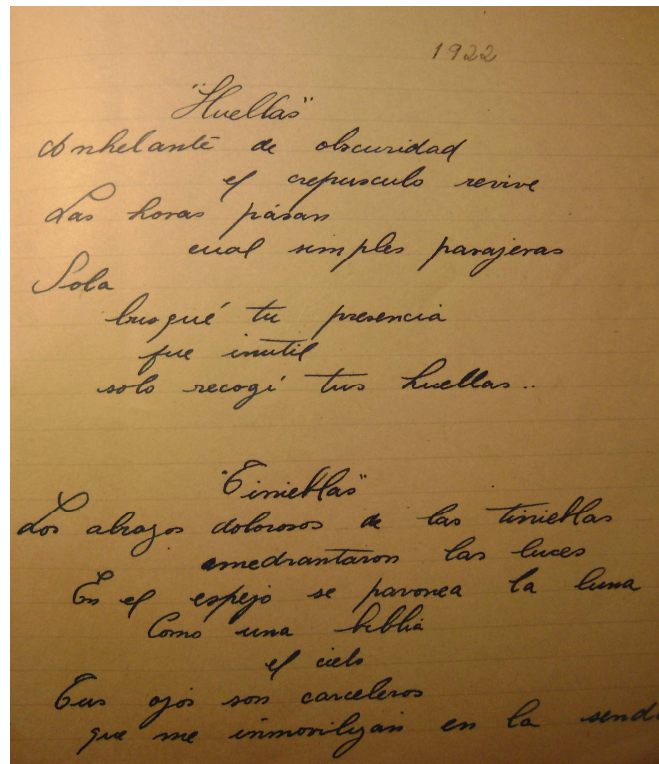 1922
"Huellas"
Anhelante de obscuridad
el crepusculo revive
Las horas pasan
cual simples pasajeras
Sola
busqué tu presencia
fue inutil
solo recogí tus huellas..
"Tinieblas"
Los abrazos dolorosos de las tinieblas
amedrantaron las luces
En el espejo se pavonea la luna
Como una biblia
el cielo
Tus ojos son carceleros
que me inmovilizan en la send